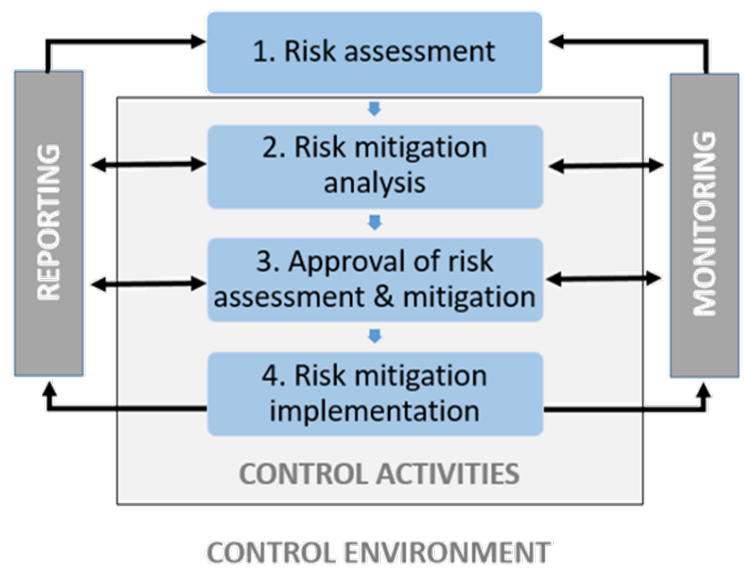 1. Risk assessment
2. Risk mitigation
analysis
3. Approval of risk
assessment & mitigation
4. Risk mitigation
implementation
REPORTING
MONITORING
CONTROL ACTIVITIES
CONTROL ENVIRONMENT